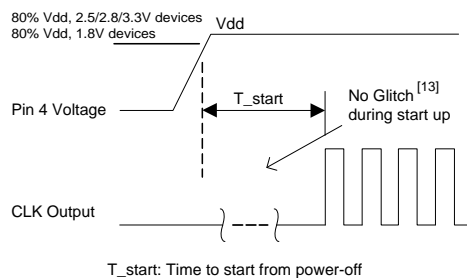 80% Vdd, 2.5/2.8/3.3V devices
80% Vdd, 1.8V devices
Vdd
Pin 4 Voltage
T_start
No Glitch [13]
during start up
CLK Output
T_start: Time to start from power-off